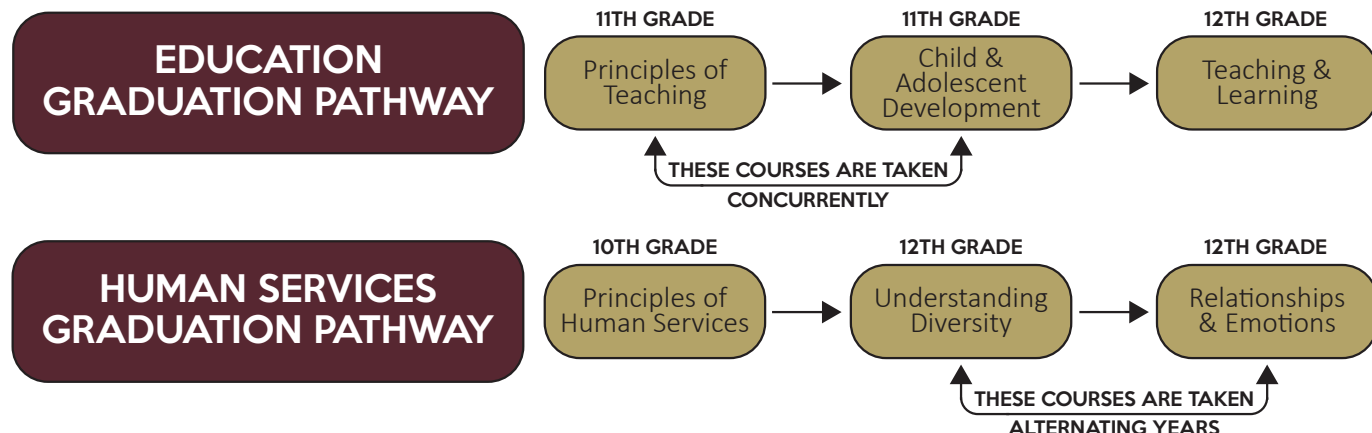 EDUCATION
GRADUATION PATHWAY
11TH GRADE
Principles of
Teaching
11TH GRADE
Child &
Adolescent
Development
12TH GRADE
Teaching &
Learning
THESE COURSES ARE TAKEN
CONCURRENTLY
HUMAN SERVICES
GRADUATION PATHWAY
10TH GRADE
Principles of
Human Services
12TH GRADE
Understanding
Diversity
12TH GRADE
Relationships
& Emotions
THESE COURSES ARE TAKEN
ALTERNATING YEARS